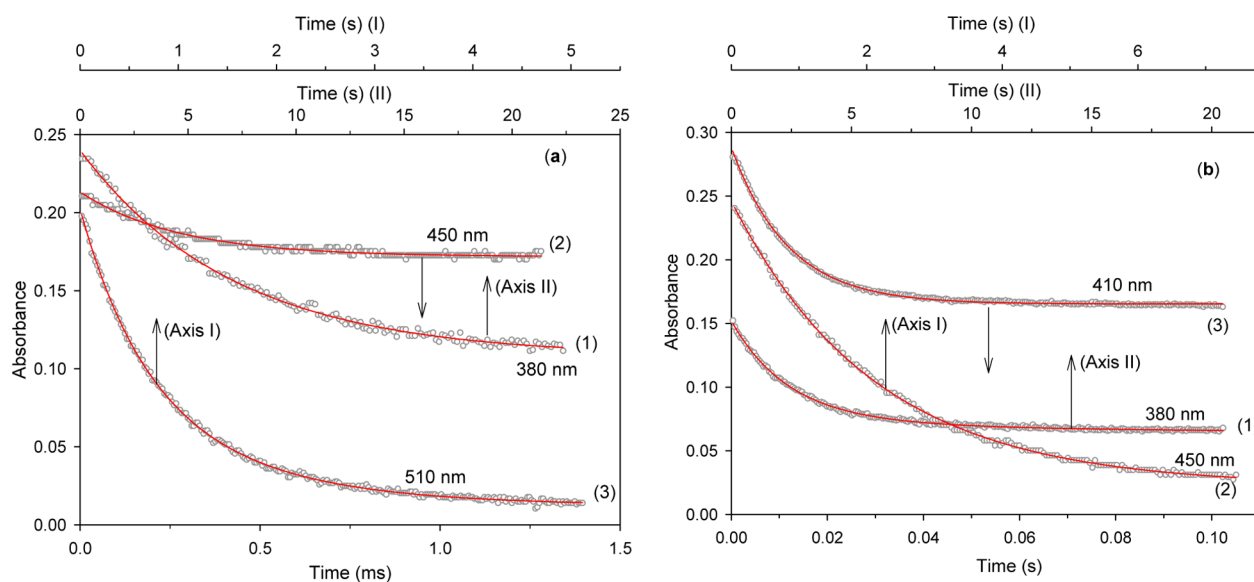 Time (s) (I)
0 1 2 3 4 5
Time (s) (II)
0 5 10 15 20 25
Absorbance
0.25
0.20
0.15
0.10
0.05
0.00
(a)
450 nm
(2)
(Axis II)
(Axis I)
(1)
380 nm
510 nm
(3)
0.0 0.5 1.0 1.5
Time (ms)
Time (s) (I)
0 2 4 6
Time (s) (II)
0 5 10 15 20
Absorbance
0.30
0.25
0.20
0.15
0.10
0.05
0.00
(b)
410 nm
(3)
(Axis I)
(Axis II)
380 nm
(1
450 nm
(2)
0.00 0.02 0.04 0.06 0.08 0.10
Time (s)